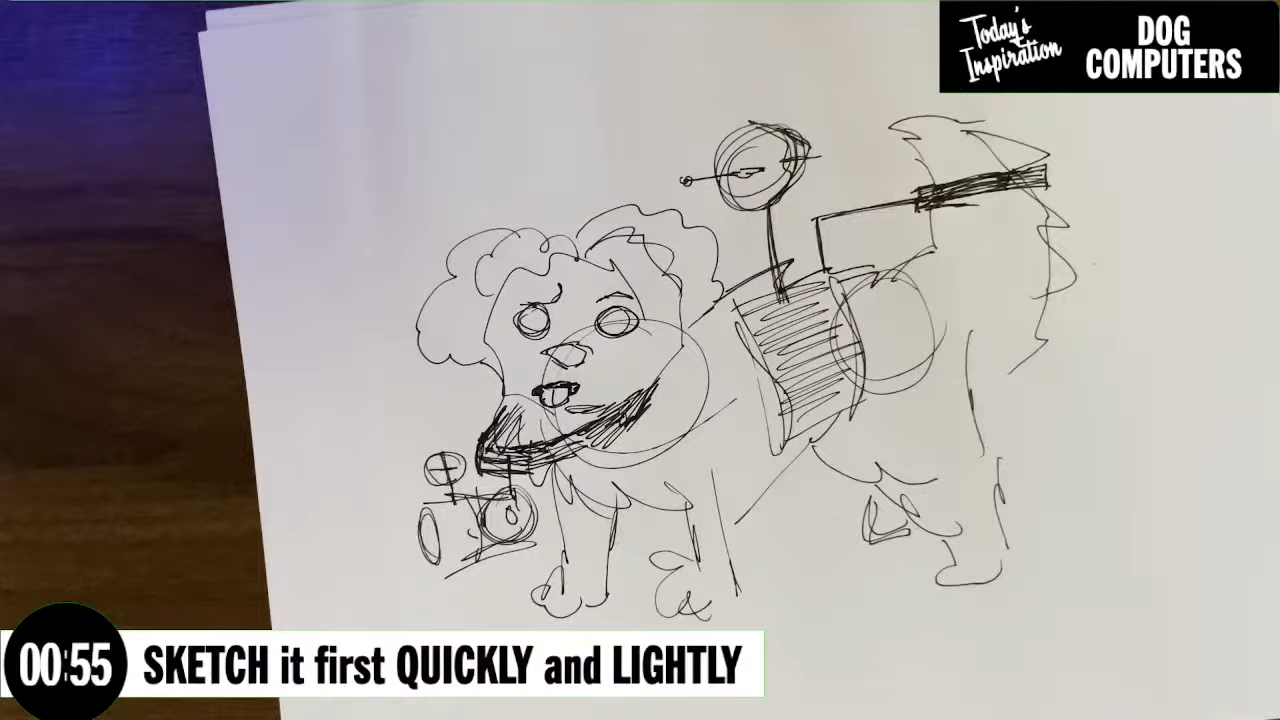 Today's
Inspiration
DOG
COMPUTERS
00:55
SKETCH it first QUICKLY and LIGHTLY